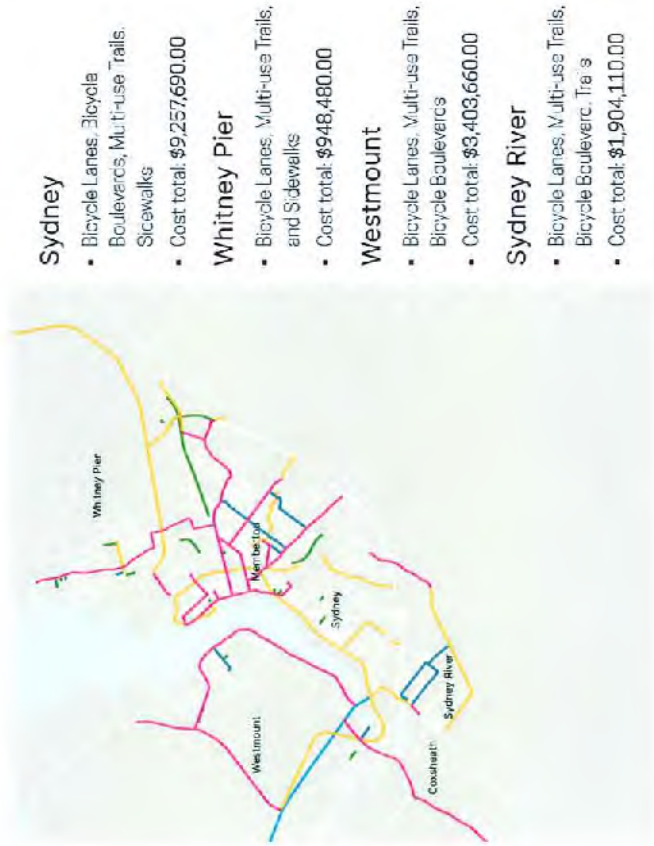 Sydney
• Bicycle Lanes, Bicycle
Boulevards, Multi-use Trails,
Sidewalks
• Cost total: $9,257,690.00
Whitney Pier
• Bicycle Lanes, Multi-use Trails,
and Sidewalks
• Cost total: $948,480.00
Westmount
• Bicycle Lanes, Multi-use Trails,
Bicycle Boulevards
• Cost total: $3,403,660.00
Sydney River
• Bicycle Lanes, Multi-use Trails,
Bicycle Boulevard, Trails
• Cost total: $1,904,110.00
Whitney Pier
Membertou
Sydney
Westmount
Sydney River
Coxheath